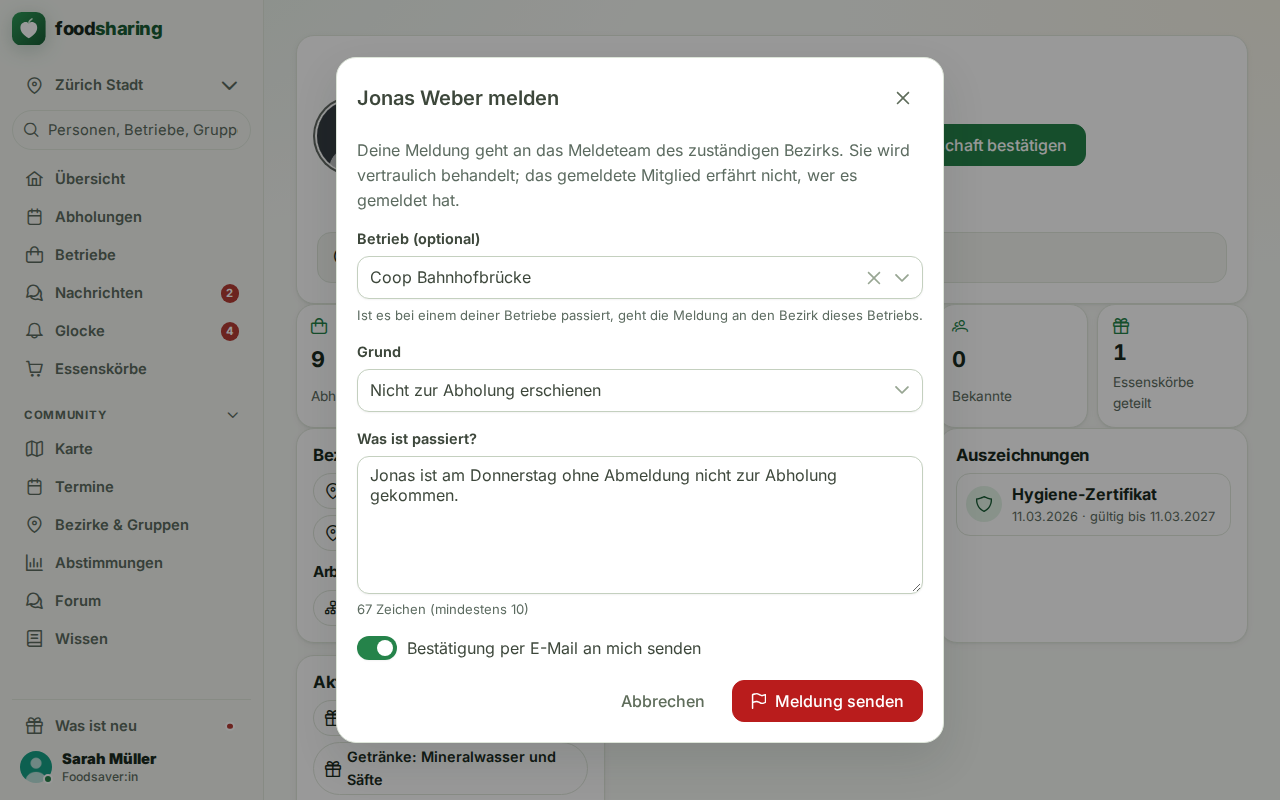 foodsharing
Zürich Stadt
Personen, Betriebe, Grupp
Übersicht
Abholungen
Betriebe
Nachrichten
2
Glocke
4
Essenskörbe
COMMUNITY
Karte
Termine
Bezirke & Gruppen
Abstimmungen
Forum
Wissen
Was ist neu
Sarah Müller
Foodsaver:in
Jonas Weber melden
Deine Meldung geht an das Meldeteam des zuständigen Bezirks. Sie wird
vertraulich behandelt; das gemeldete Mitglied erfährt nicht, wer es
gemeldet hat.
Betrieb (optional)
Coop Bahnhofbrücke
Ist es bei einem deiner Betriebe passiert, geht die Meldung an den Bezirk dieses Betriebs.
Grund
Nicht zur Abholung erschienen
Was ist passiert?
Jonas ist am Donnerstag ohne Abmeldung nicht zur Abholung
gekommen.
67 Zeichen (mindestens 10)
Bestätigung per E-Mail an mich senden
Abbrechen
Meldung senden
chaft bestätigen
9
Abh
0
Bekannte
1
Essenskörbe
geteilt
Bez
Arb
Auszeichnungen
Hygiene-Zertifikat
11.03.2026 · gültig bis 11.03.2027
Ak
Getränke: Mineralwasser und
Säfte